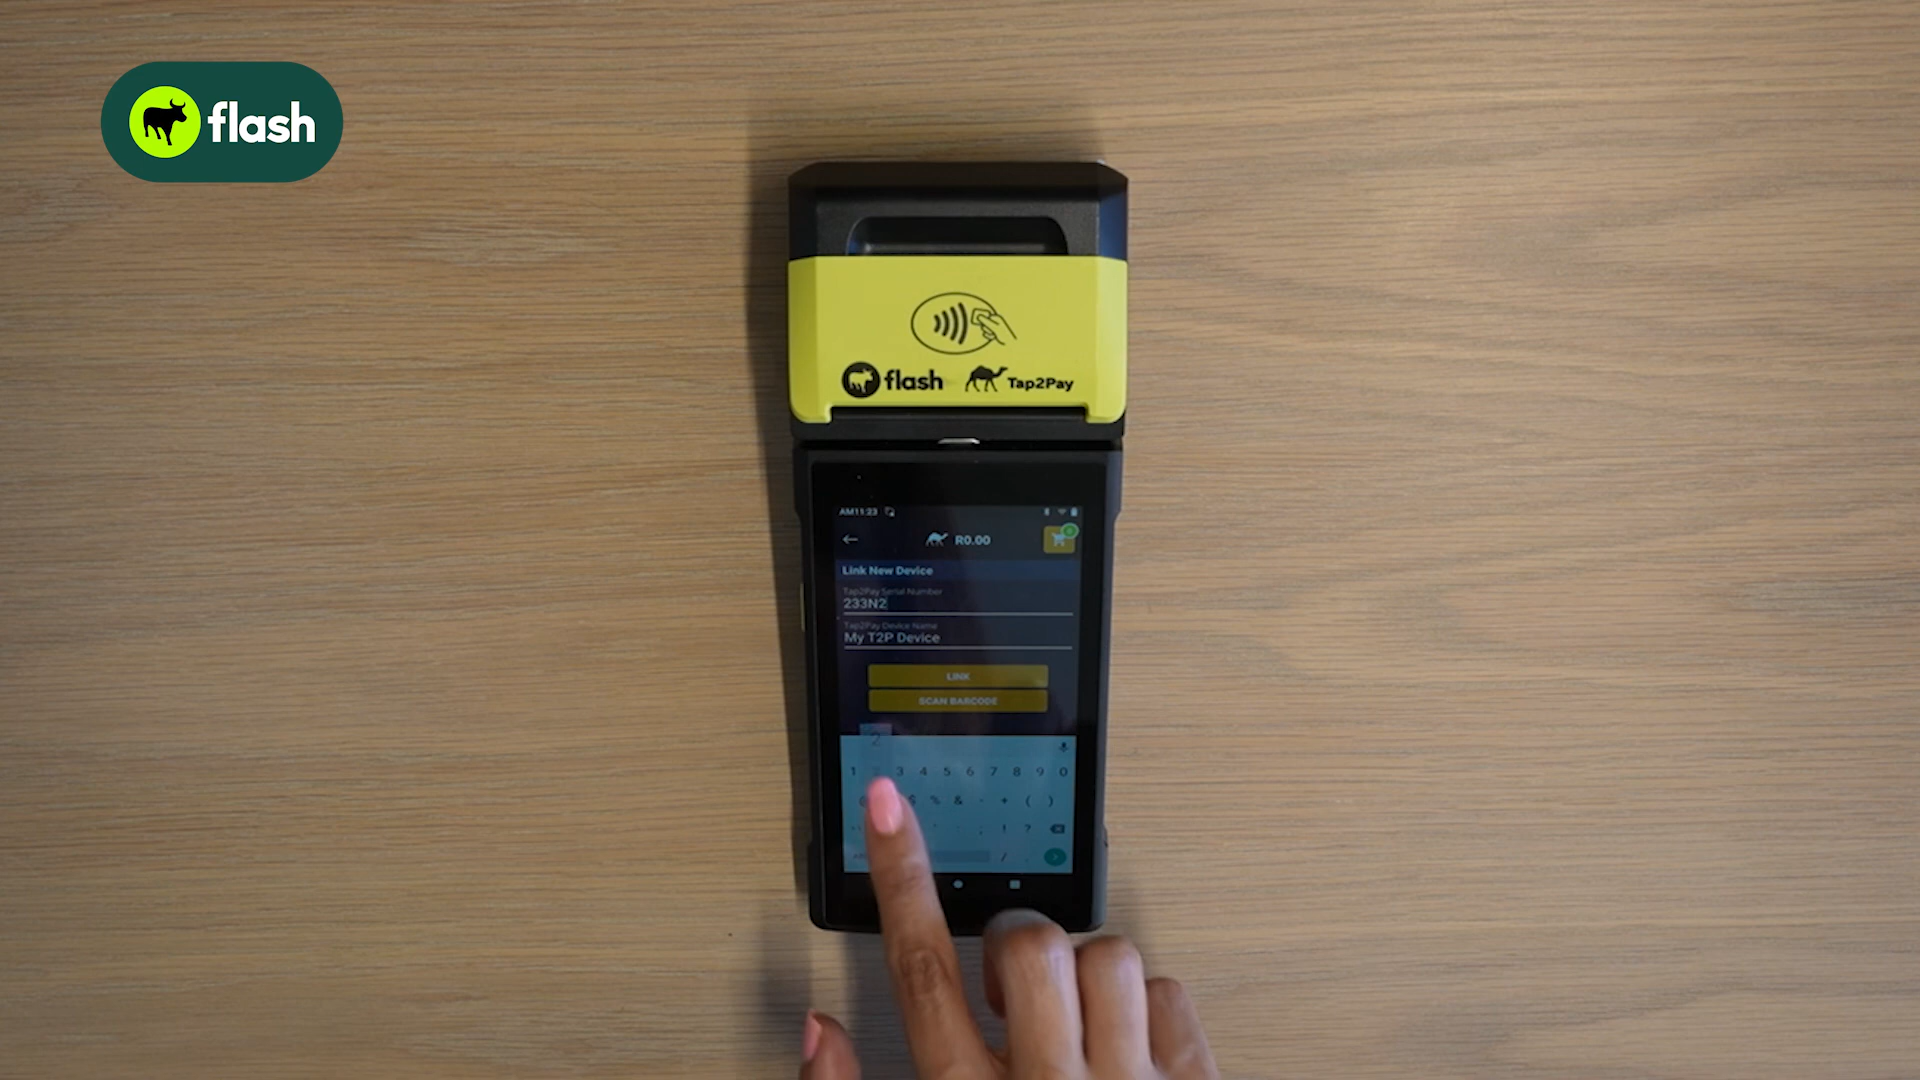 flash
flash Tap2Pay
AM11:23
R0.00
Link New Device
Tap2Pay Serial Number
233N2
Tap2Pay Device Name
My T2P Device
LINK
SCAN BARCODE
2
1 3 4 5 6 7 8 9 0
$ % & - + ( )
; ! ?
/